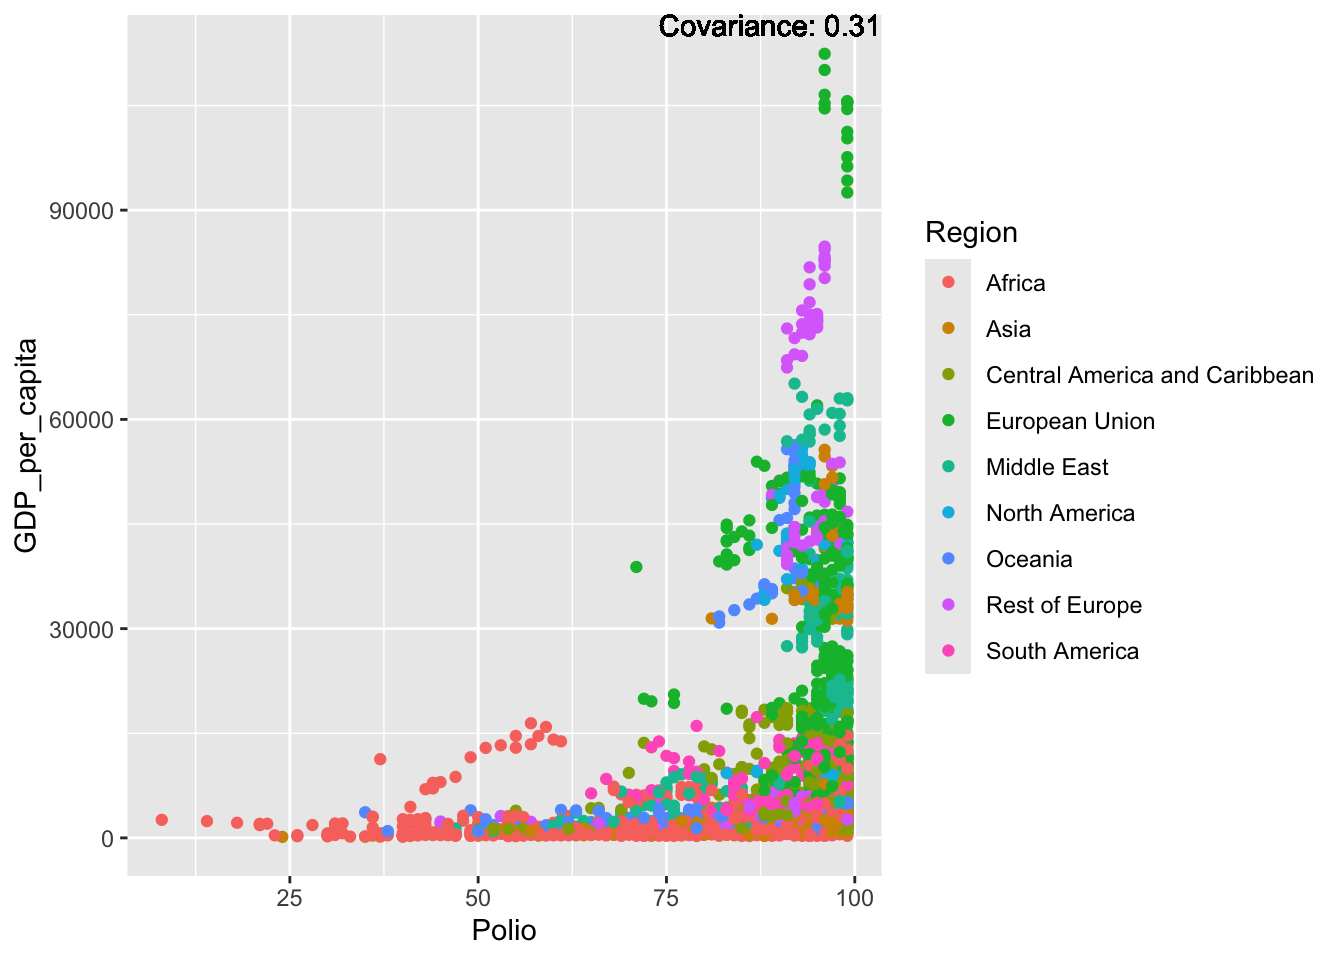 Covariance: 0.31
90000
60000
30000
0
GDP_per_capita
25 50 75 100
Polio
Region
Africa
Asia
Central America and Caribbean
European Union
Middle East
North America
Oceania
Rest of Europe
South America